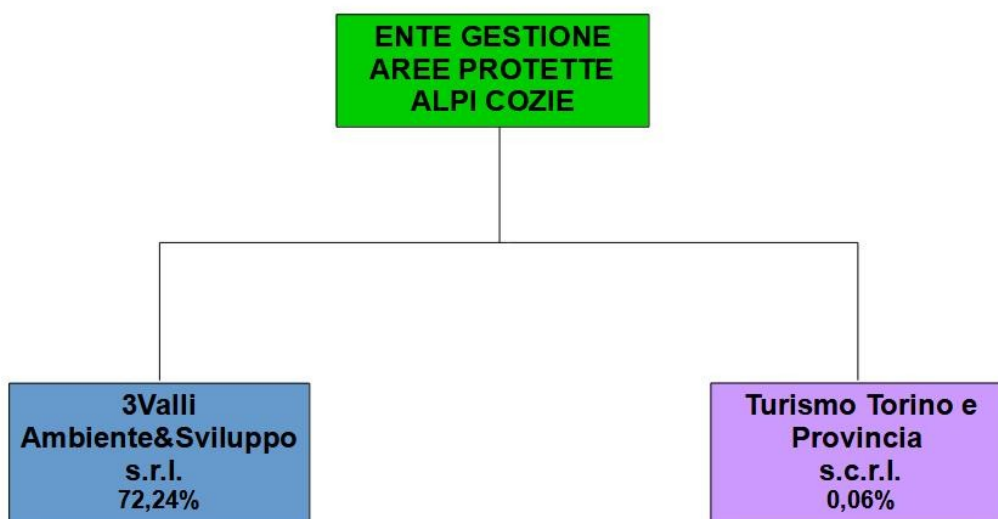 ENTE GESTIONE
AREE PROTETTE
ALPI COZIE
3Valli
Ambiente&Sviluppo
s.r.l.
72,24%
Turismo Torino e
Provincia
s.c.r.l.
0,06%